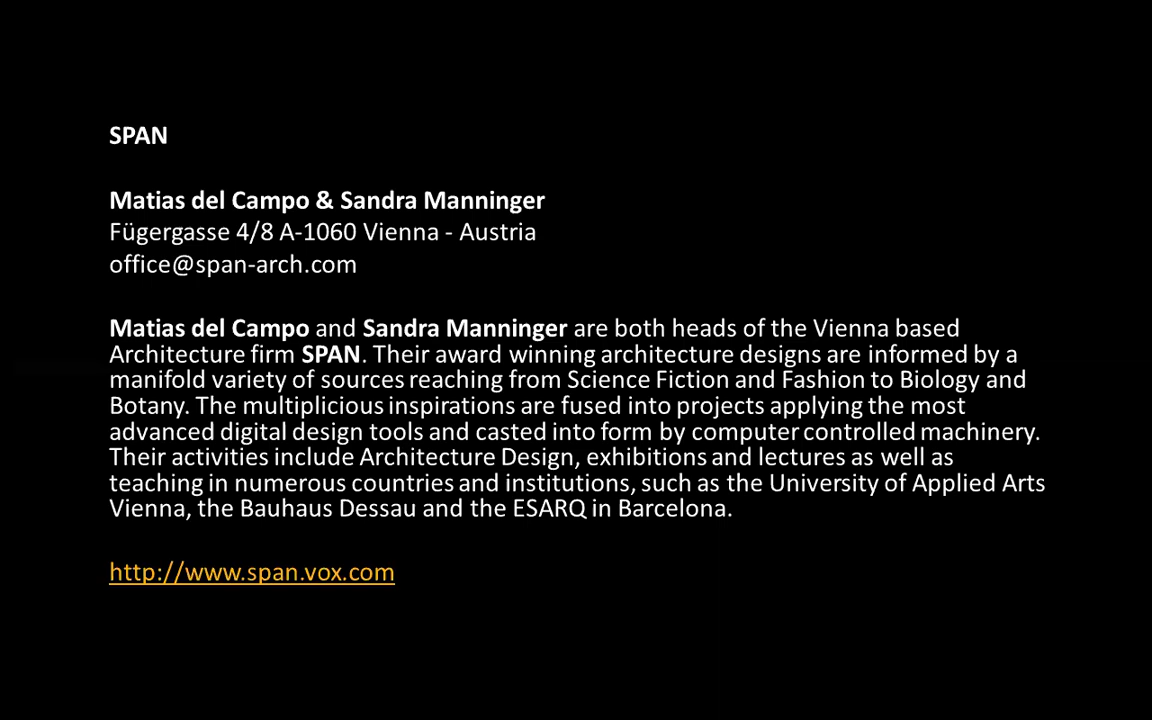 SPAN
Matias del Campo & Sandra Manninger
Fügergasse 4/8 A-1060 Vienna - Austria
office@span-arch.com
Matias del Campo and Sandra Manninger are both heads of the Vienna based
Architecture firm SPAN. Their award winning architecture designs are informed by a
manifold variety of sources reaching from Science Fiction and Fashion to Biology and
Botany. The multiplicious inspirations are fused into projects applying the most
advanced digital design tools and casted into form by computer controlled machinery.
Their activities include Architecture Design, exhibitions and lectures as well as
teaching in numerous countries and institutions, such as the University of Applied Arts
Vienna, the Bauhaus Dessau and the ESARQ in Barcelona.
http://www.span.vox.com